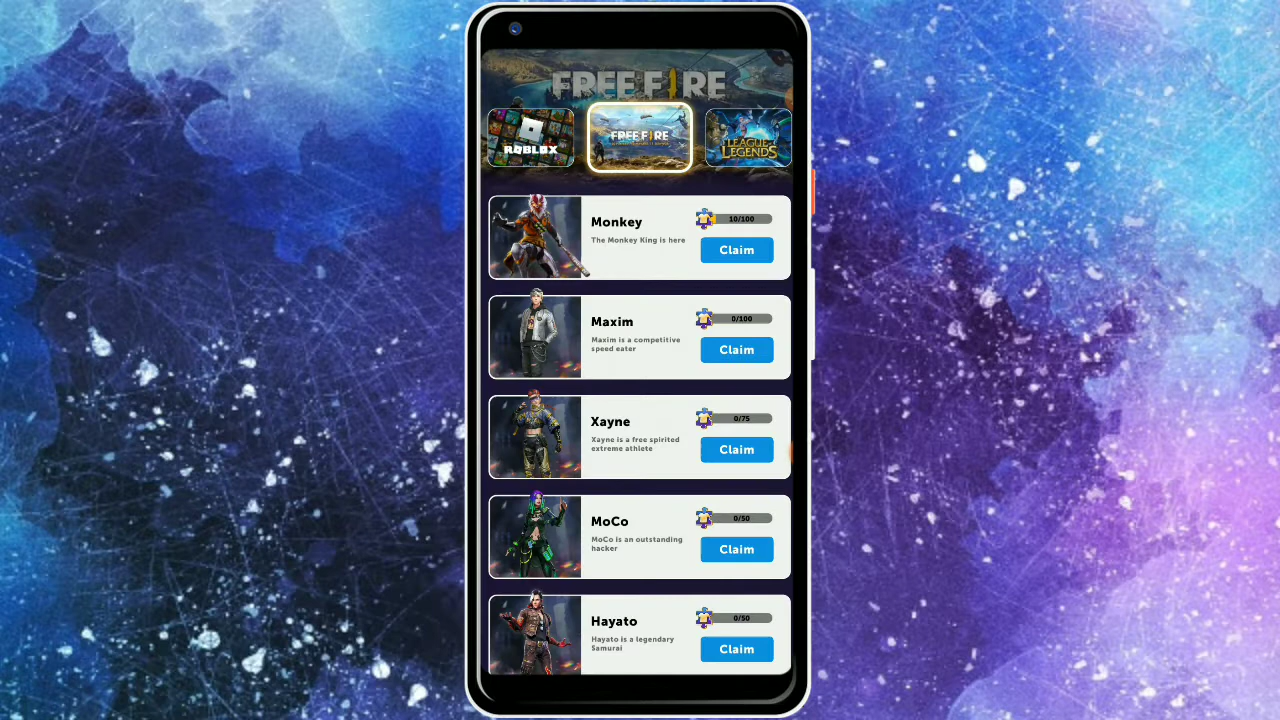 FREE FIRE
ROBLOX
FREE FIRE
LEAGUE OF
LEGENDS
Monkey
The Monkey King is here
10/100
Claim
Maxim
Maxim is a competitive
speed eater
0/100
Claim
Xayne
Xayne is a free spirited
extreme athlete
0/75
Claim
MoCo
MoCo is an outstanding
hacker
0/50
Claim
Hayato
Hayato is a legendary
Samurai
0/50
Claim